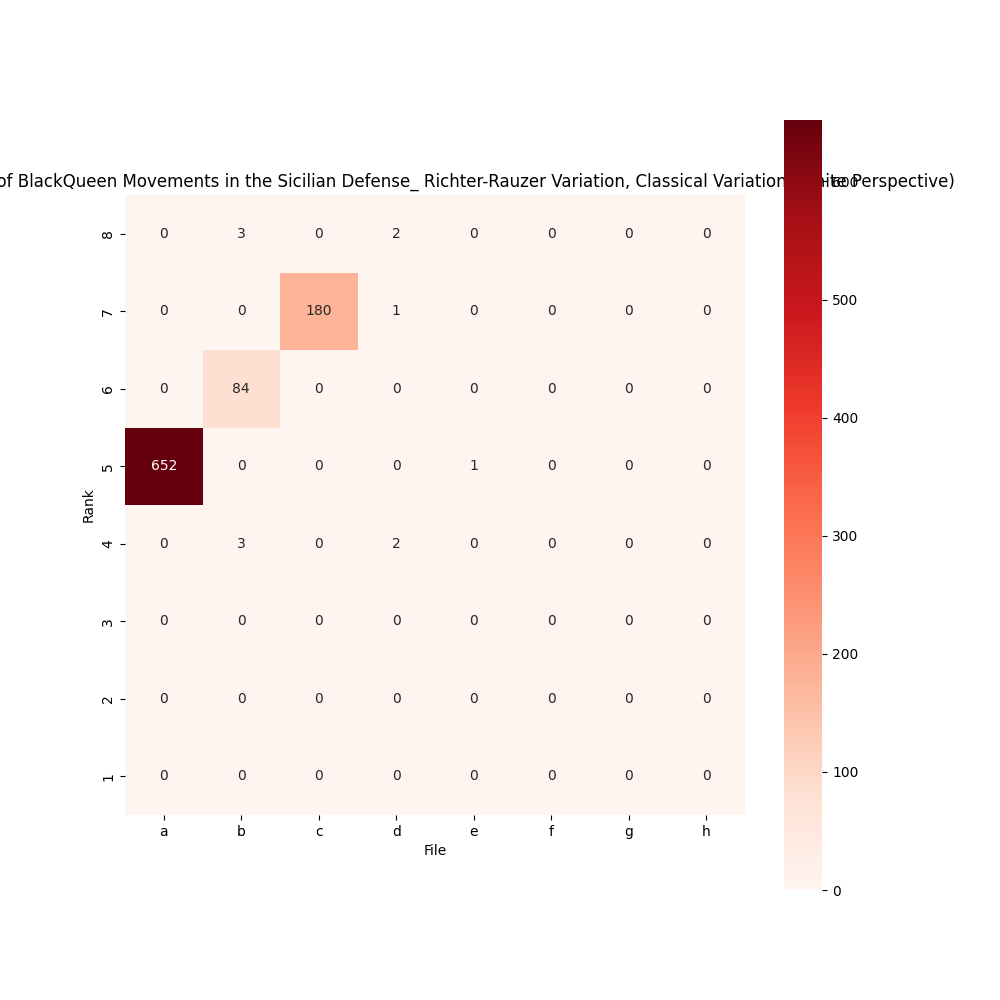 of BlackQueen Movements in the Sicilian Defense_ Richter-Rauzer Variation, Classical Variation Perspective)
8 0 3 0 2 0 0 0 0
7 0 0 180 1 0 0 0 0
6 0 84 0 0 0 0 0 0
5 652 0 0 0 1 0 0 0
4 0 3 0 2 0 0 0 0
3 0 0 0 0 0 0 0 0
2 0 0 0 0 0 0 0 0
1 0 0 0 0 0 0 0 0
a b c d e f g h
File
Rank
600
500
400
300
200
100
0